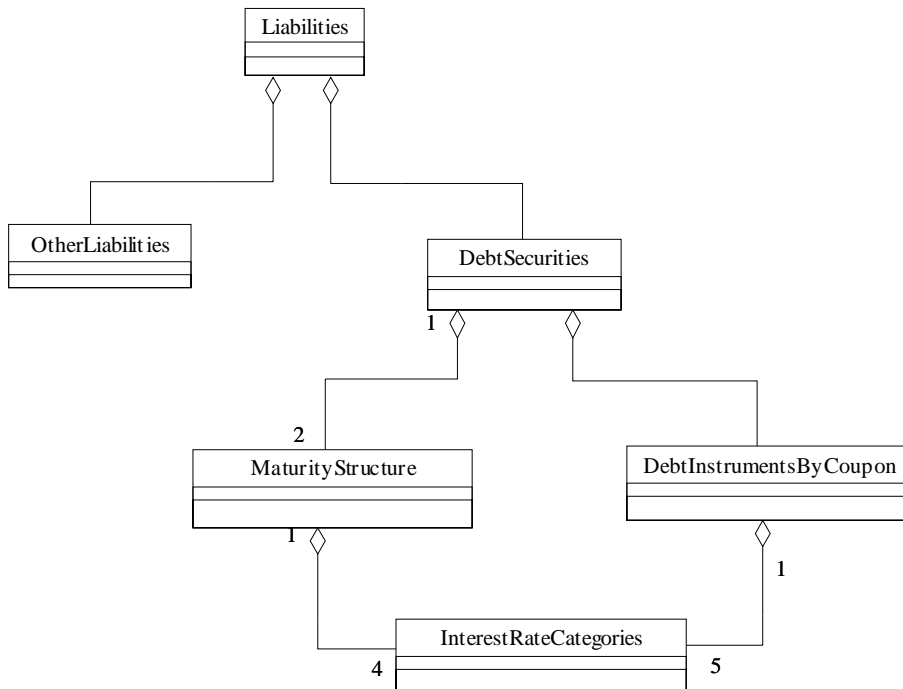 Liabilities
OtherLiabilities
DebtSecurities
1
2
MaturityStructure
DebtInstrumentsByCoupon
1
1
InterestRateCategories
4
5